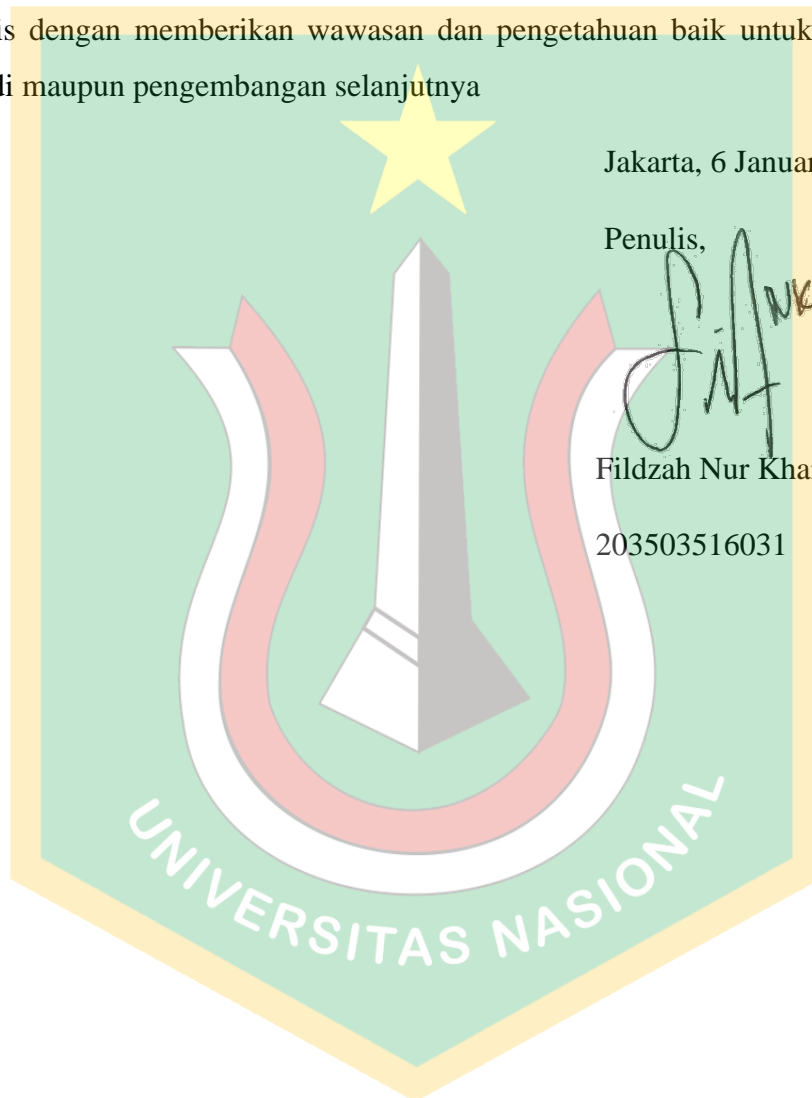 is dengan memberikan wawasan dan pengetahuan baik untuk
di maupun pengembangan selanjutnya
Jakarta, 6 Januar
Penulis,
Fildzah Nur Kha
203503516031
UNIVERSITAS NASIONAL